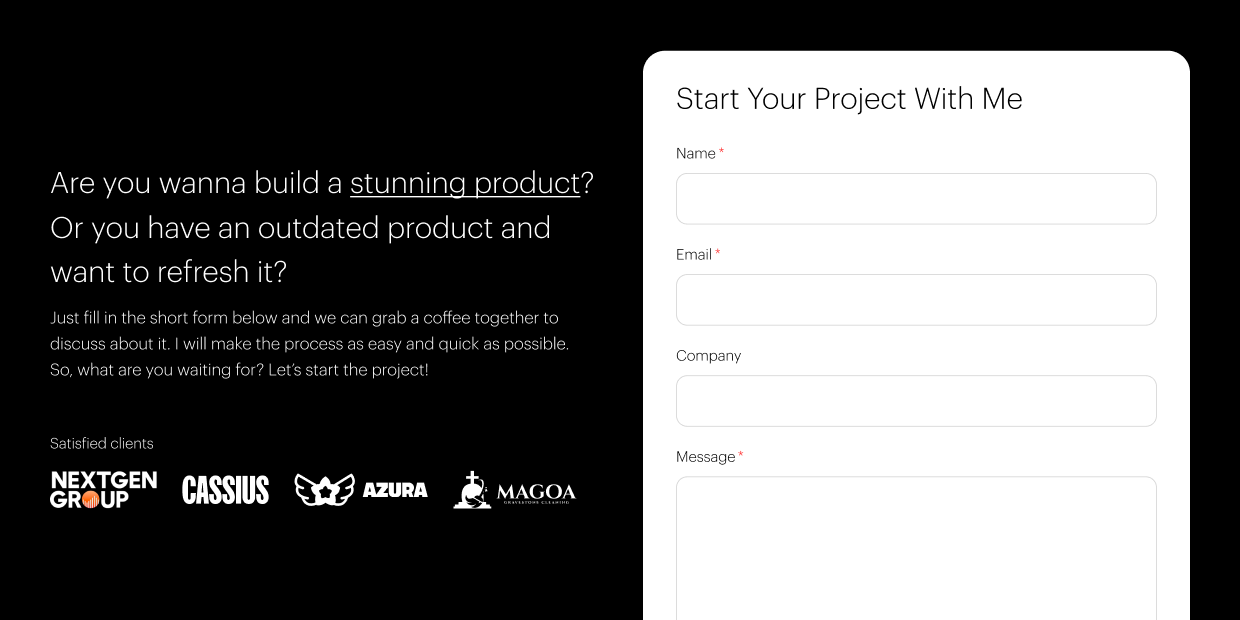 Are you wanna build a stunning product?
Or you have an outdated product and
want to refresh it?
Just fill in the short form below and we can grab a coffee together to
discuss about it. I will make the process as easy and quick as possible.
So, what are you waiting for? Let’s start the project!
Satisfied clients
NEXTGEN
GROUP
CASSIUS
AZURA
MAGOA
GRAVESTONE CLEANING
Start Your Project With Me
Name *
Email *
Company
Message *